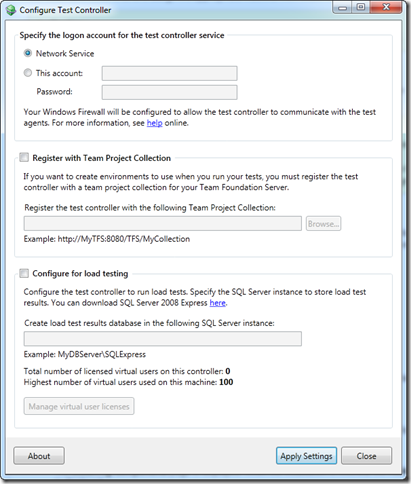 Configure Test Controller
Specify the logon account for the test controller service
Network Service
This account:
Password:
Your Windows Firewall will be configured to allow the test controller to communicate with the test
agents. For more information, see help online.
Register with Team Project Collection
If you want to create environments to use when you run your tests, you must register the test
controller with a team project collection for your Team Foundation Server.
Register the test controller with the following Team Project Collection:
Browse...
Example: http://MyTFS:8080/TFS/MyCollection
Configure for load testing
Configure the test controller to run load tests. Specify the SQL Server instance to store load test
results. You can download SQL Server 2008 Express here.
Create load test results database in the following SQL Server instance:
Example: MyDBServer\SQLExpress
Total number of licensed virtual users on this controller: 0
Highest number of virtual users used on this machine: 100
Manage virtual user licenses
About
Apply Settings
Close